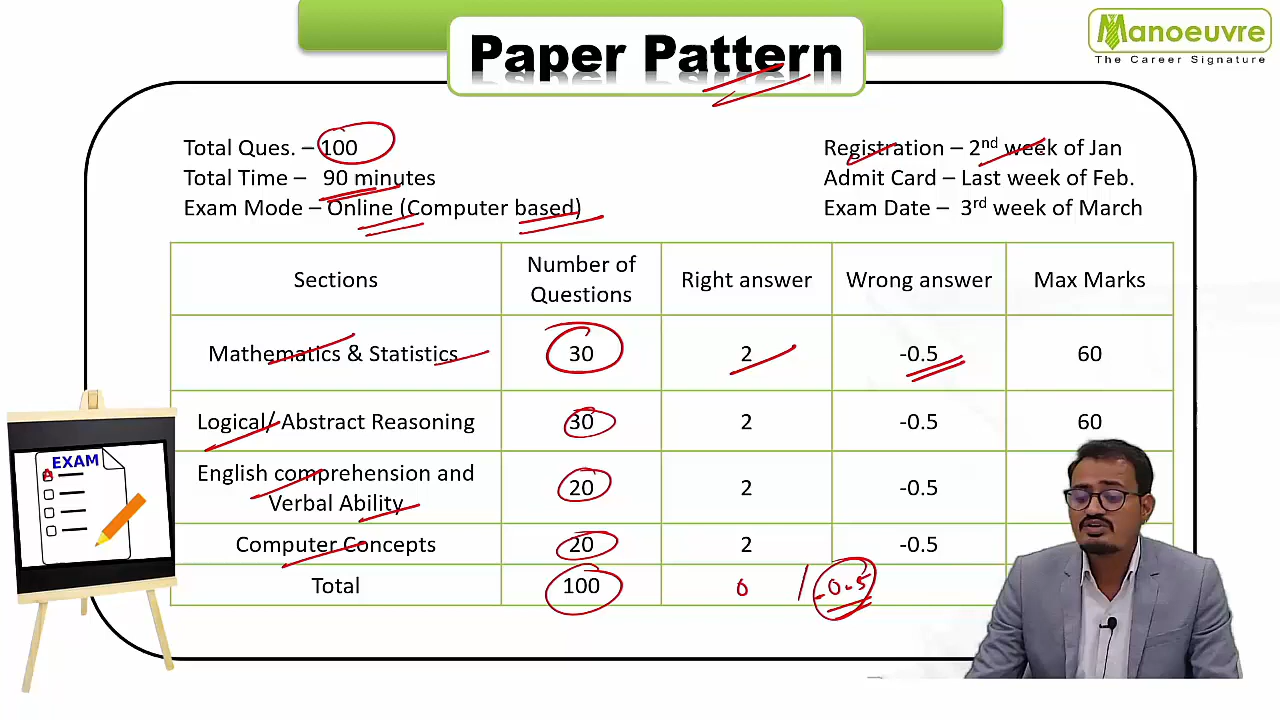 Paper Pattern
Manoeuvre
The Career Signature
Total Ques. – 100
Total Time – 90 minutes
Exam Mode – Online (Computer based)
Registration – 2nd week of Jan
Admit Card – Last week of Feb.
Exam Date – 3rd week of March
Sections Number of Questions Right answer Wrong answer Max Marks
Mathematics & Statistics 30 2 -0.5 60
Logical/ Abstract Reasoning 30 2 -0.5 60
English comprehension and Verbal Ability 20 2 -0.5
Computer Concepts 20 2 -0.5
Total 100 0 / -0.5
EXAM
A